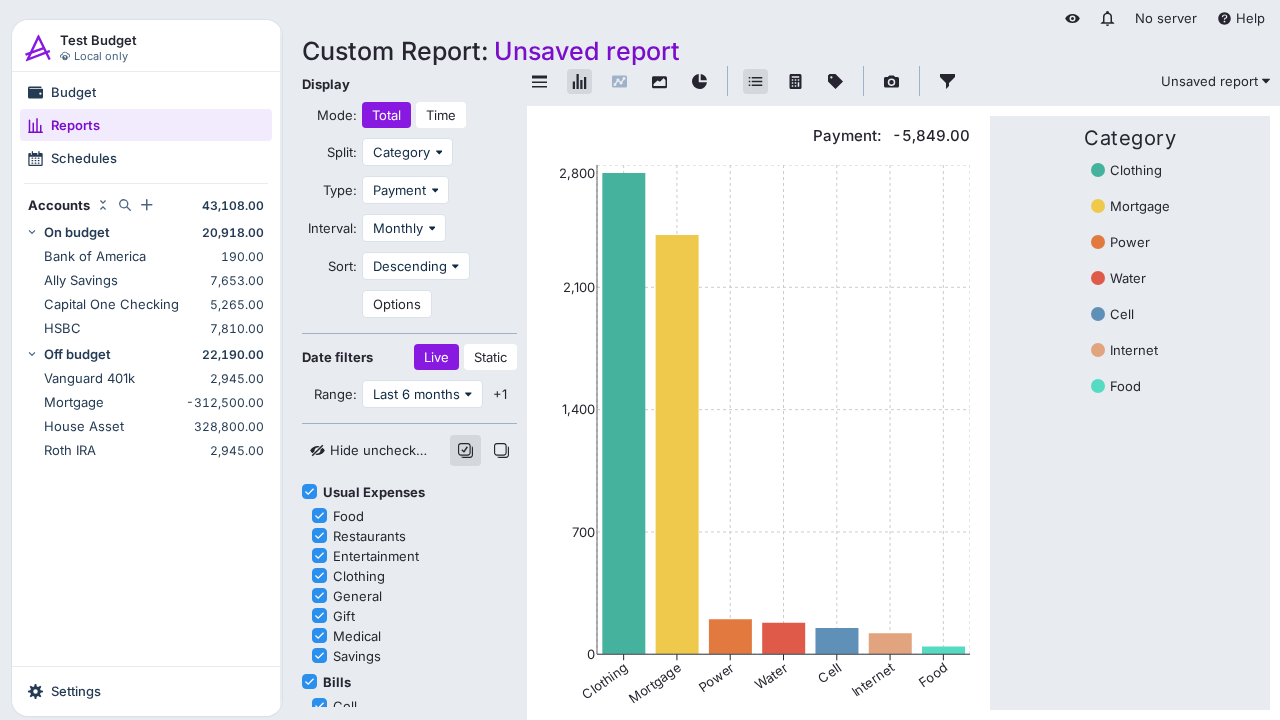 Test Budget
Local only
Budget
Reports
Schedules
Accounts 43,108.00
On budget 20,918.00
Bank of America 190.00
Ally Savings 7,653.00
Capital One Checking 5,265.00
HSBC 7,810.00
Off budget 22,190.00
Vanguard 401k 2,945.00
Mortgage -312,500.00
House Asset 328,800.00
Roth IRA 2,945.00
Settings
No server Help
Custom Report: Unsaved report
Display
Mode: Total Time
Split: Category
Type: Payment
Interval: Monthly
Sort: Descending
Options
Date filters Live Static
Range: Last 6 months +1
Hide uncheck...
Usual Expenses
Food
Restaurants
Entertainment
Clothing
General
Gift
Medical
Savings
Bills
Cell
Unsaved report
Payment: -5,849.00
2,800
2,100
1,400
700
0
Clothing
Mortgage
Power
Water
Cell
Internet
Food
Category
Clothing
Mortgage
Power
Water
Cell
Internet
Food